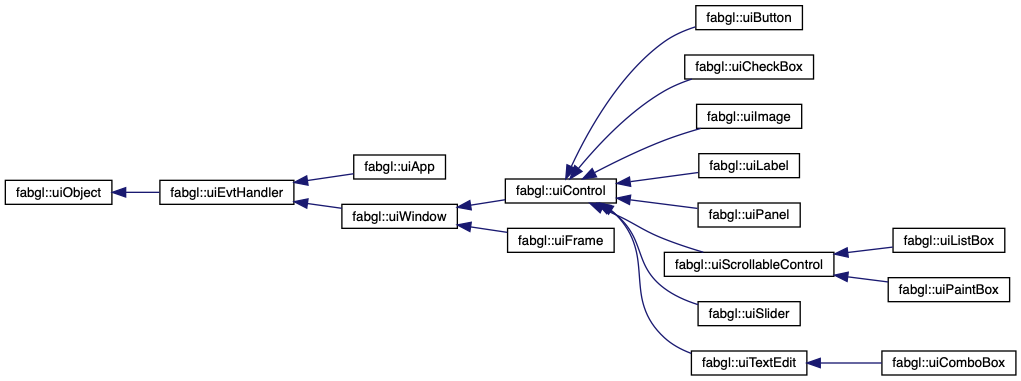 fabgl::uiButton
fabgl::uiCheckBox
fabgl::uiImage
fabgl::uiApp
fabgl::uiLabel
fabgl::uiObject
fabgl::uiEvtHandler
fabgl::uiControl
fabgl::uiWindow
fabgl::uiPanel
fabgl::uiFrame
fabgl::uiListBox
fabgl::uiScrollableControl
fabgl::uiPaintBox
fabgl::uiSlider
fabgl::uiTextEdit
fabgl::uiComboBox